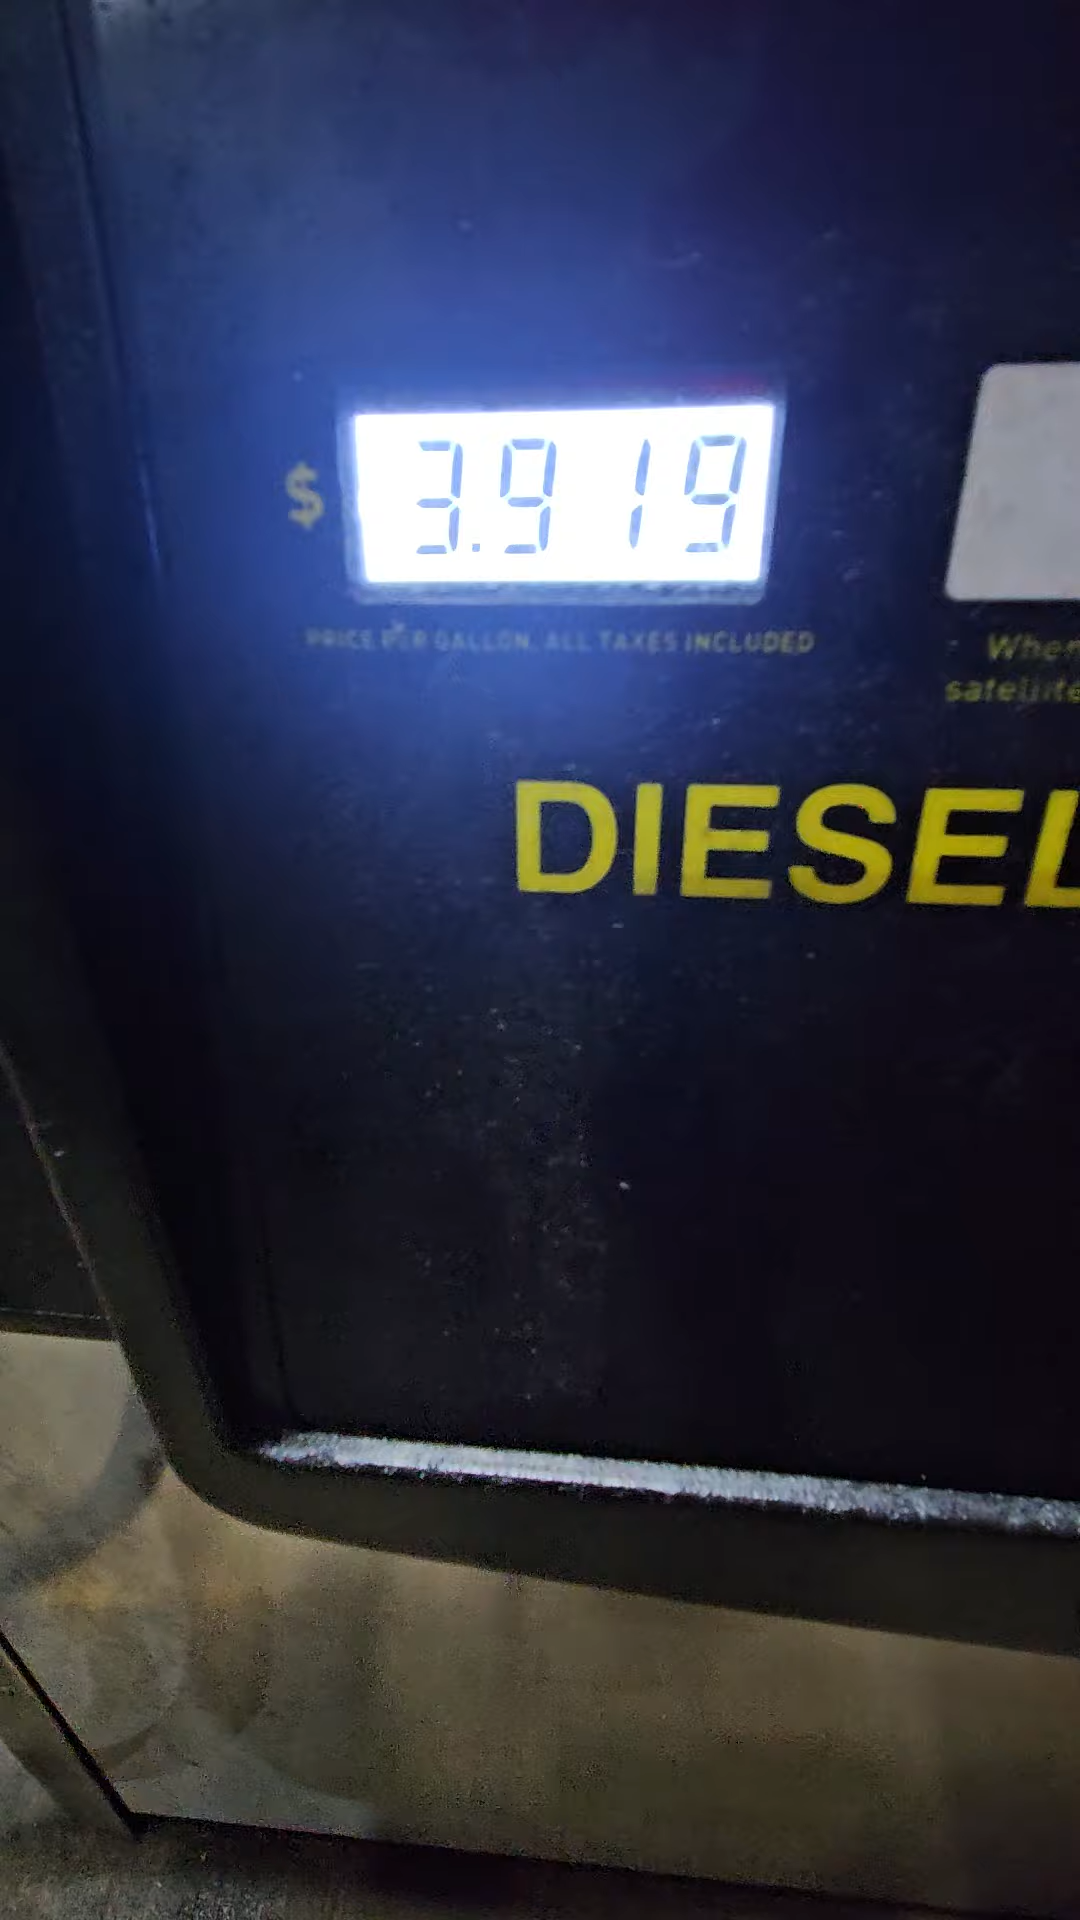 $ 3.919
PRICE PER GALLON. ALL TAXES INCLUDED
When
satellite
DIESEL